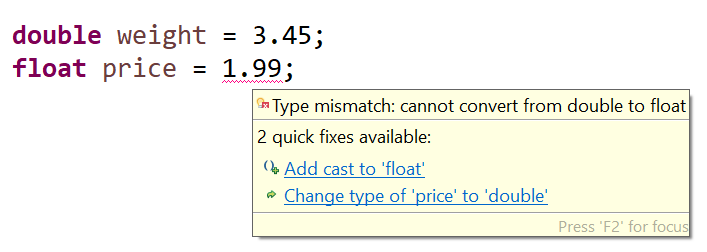 double weight = 3.45;
float price = 1.99;
Type mismatch: cannot convert from double to float
2 quick fixes available:
Add cast to 'float'
Change type of 'price' to 'double'
Press 'F2' for focus